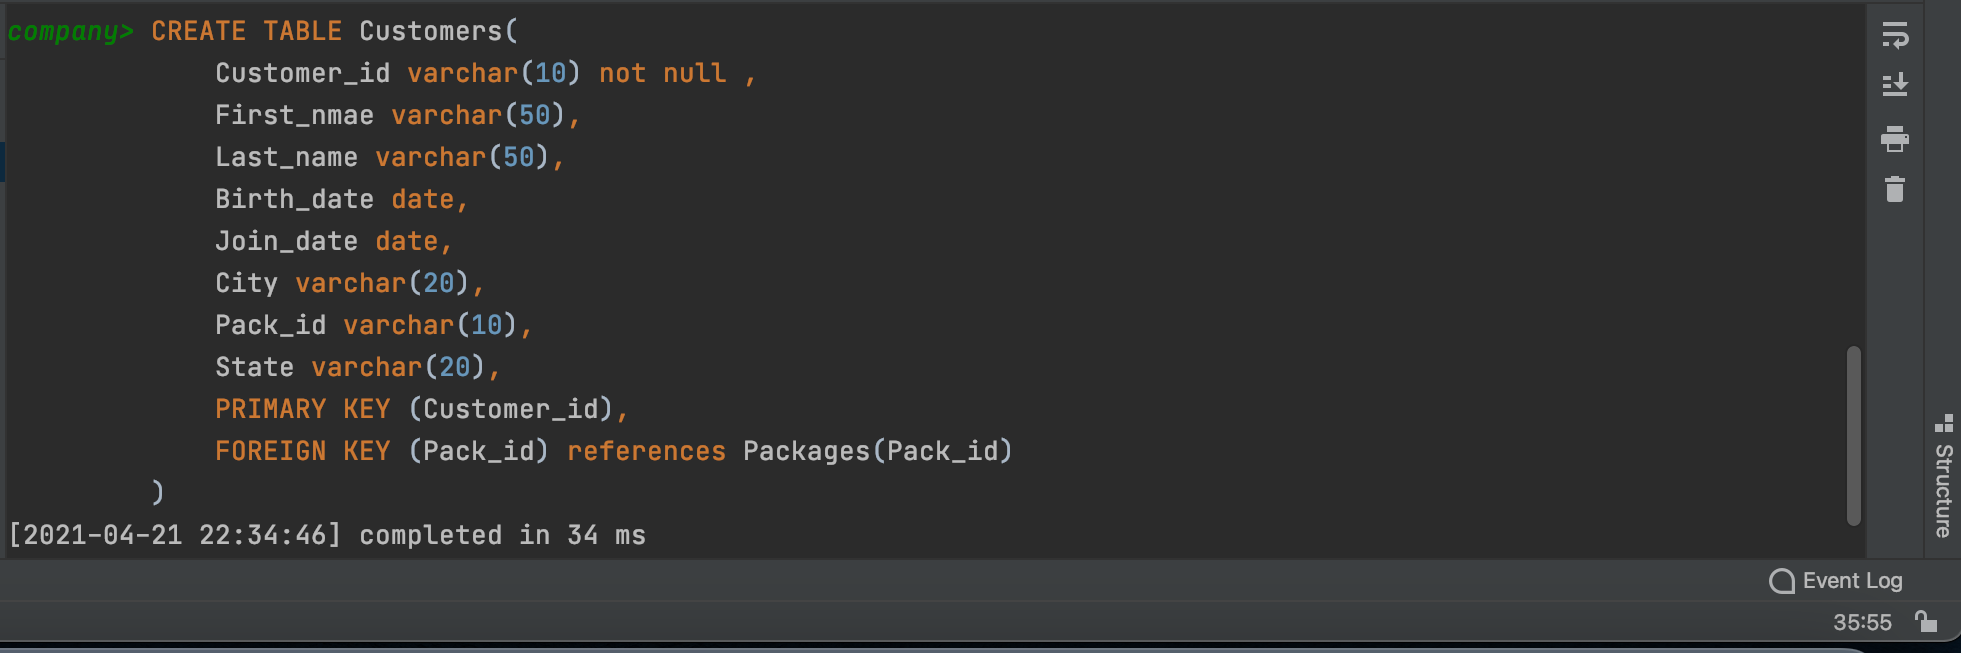 company> CREATE TABLE Customers(
Customer_id varchar(10) not null ,
First_nmae varchar(50),
Last_name varchar(50),
Birth_date date,
Join_date date,
City varchar(20),
Pack_id varchar(10),
State varchar(20),
PRIMARY KEY (Customer_id),
FOREIGN KEY (Pack_id) references Packages(Pack_id)
)
[2021-04-21 22:34:46] completed in 34 ms
Structure
Event Log
35:55